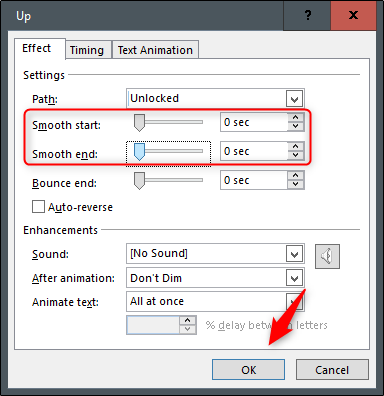 Up ?
Effect Timing Text Animation
Settings
Path: Unlocked
Smooth start: 0 sec
Smooth end: 0 sec
Bounce end: 0 sec
Auto-reverse
Enhancements
Sound: [No Sound]
After animation: Don't Dim
Animate text: All at once
% delay between letters
OK Cancel